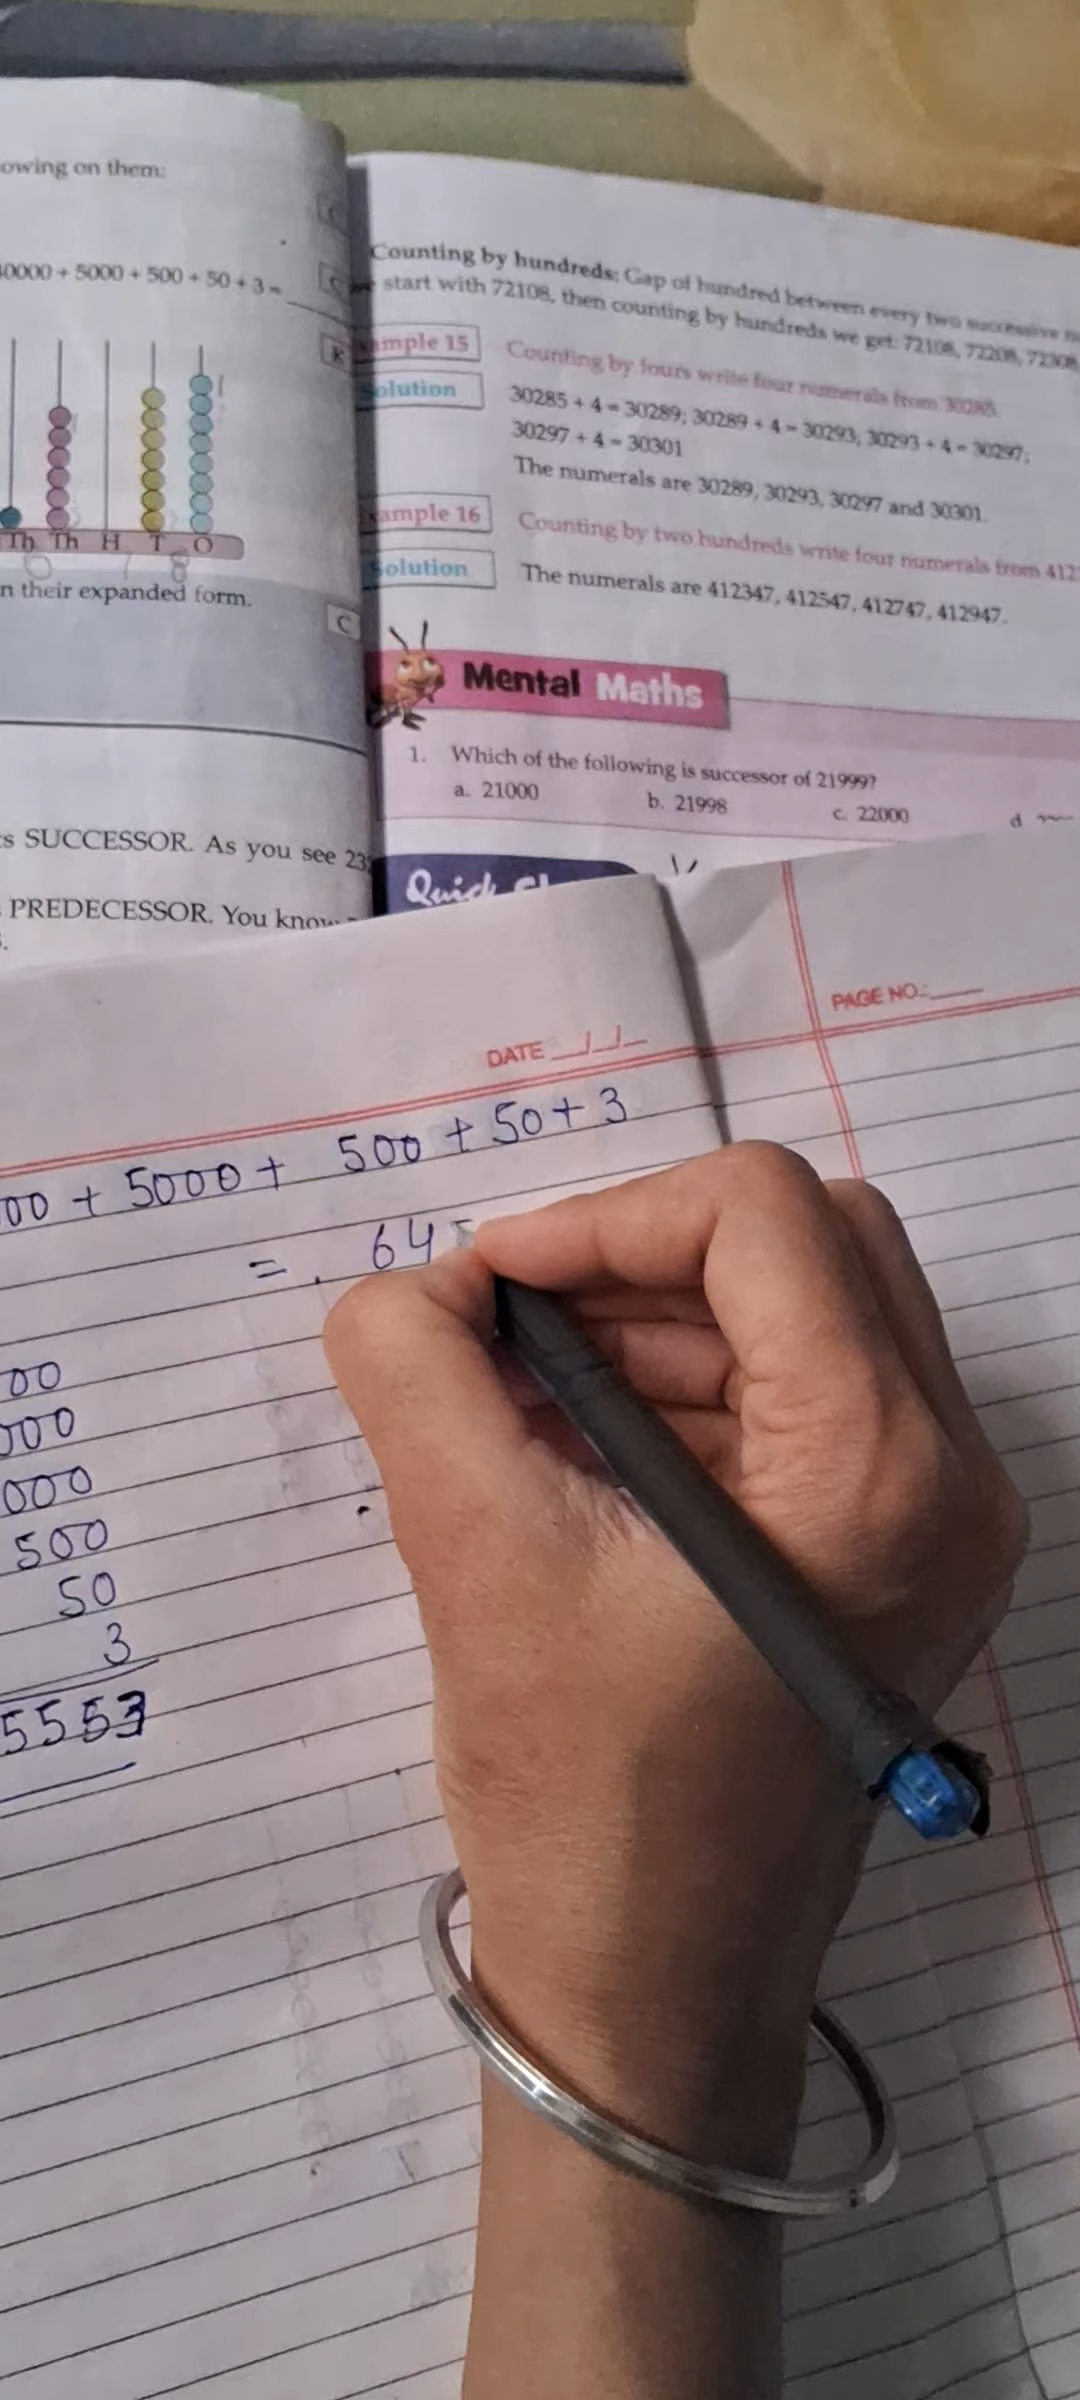 owing on them:
0000 + 5000 + 500 + 50 + 3 =
Th Th H T O
n their expanded form.
C
SUCCESSOR. As you see 23
PREDECESSOR. You know
Counting by hundreds: Gap of hundred between every two successive
start with 72108, then counting by hundreds we get: 72108, 72208, 72308
ample 15 Counting by fours write four numerals from 30285.
Solution 30285 + 4 = 30289; 30289 + 4 = 30293, 30293 + 4 = 30297;
30297 + 4 = 30301
The numerals are 30289, 30293, 30297 and 30301.
ample 16 Counting by two hundreds write four numerals from 412
Solution The numerals are 412347, 412547, 412747, 412947.
Mental Maths
1. Which of the following is successor of 21999?
a. 21000 b. 21998 c. 22000 d
Quick
PAGE NO.:
DATE
00 + 5000 + 500 + 50 + 3
= 64
00
000
000
500
50
3
5553